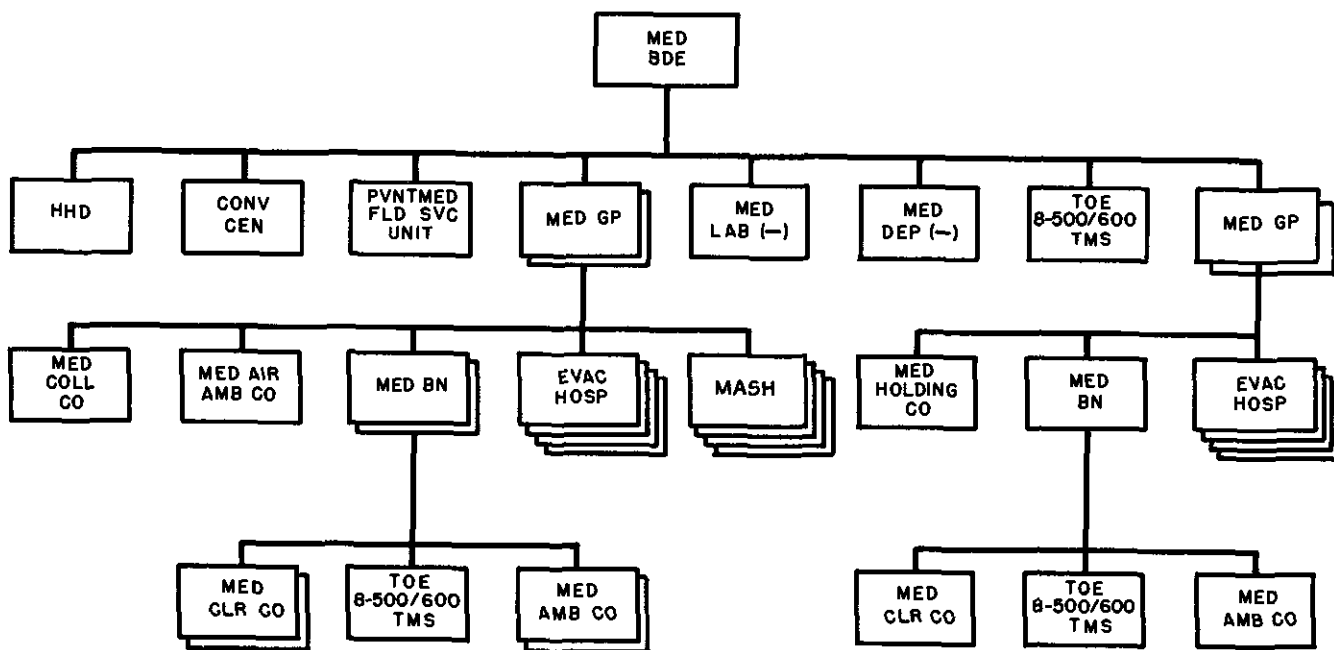 MED
BDE
HHD
CONV
CEN
PVNTMED
FLD SVC
UNIT
MED GP
MED
LAB (—)
MED
DEP (—)
TOE
8-500/600
TMS
MED GP
MED
COLL
CO
MED AIR
AMB CO
MED BN
EVAC
HOSP
MASH
MED
HOLDING
CO
MED
BN
EVAC
HOSP
MED
CLR CO
TOE
8-500/600
TMS
MED
AMB CO
MED
CLR CO
TOE
8-500/600
TMS
MED
AMB CO